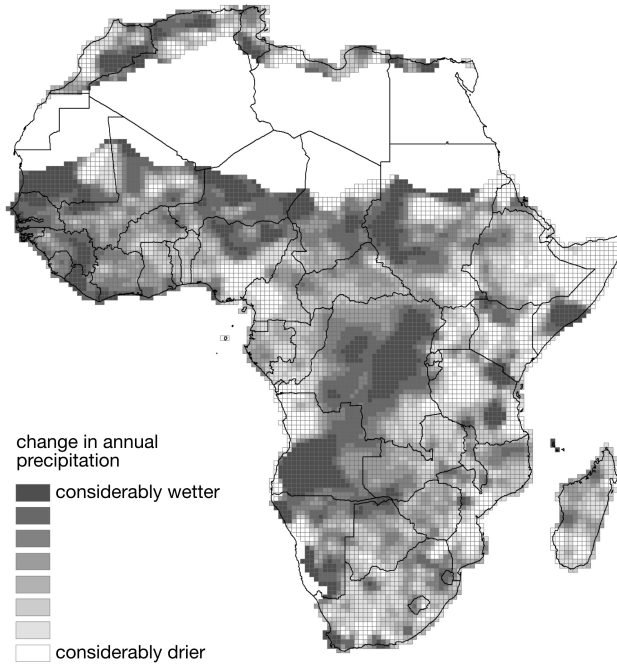 change in annual
precipitation
considerably wetter
considerably drier